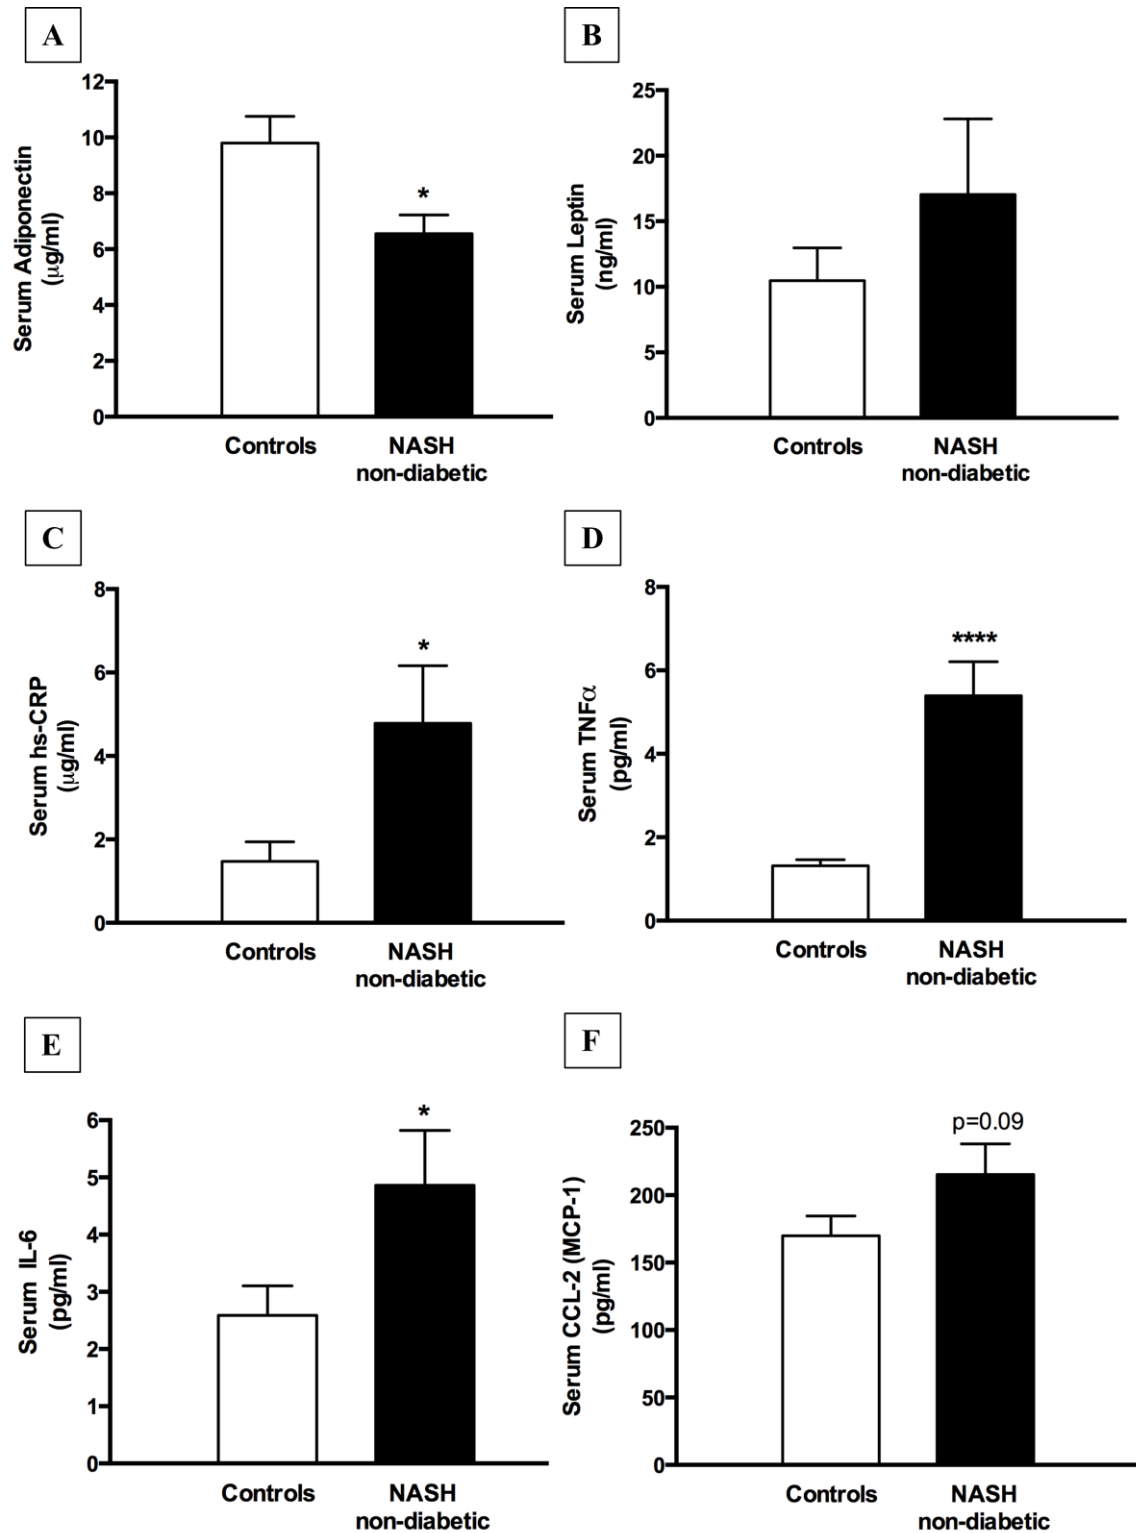 A
Serum Adiponectin
(μg/ml)
12
10
8
6
4
2
0
*
Controls
NASH
non-diabetic
B
Serum Leptin
(ng/ml)
25
20
15
10
5
0
Controls
NASH
non-diabetic
C
Serum hs-CRP
(μg/ml)
8
6
4
2
0
*
Controls
NASH
non-diabetic
D
Serum TNFα
(pg/ml)
8
6
4
2
0
****
Controls
NASH
non-diabetic
E
Serum IL-6
(pg/ml)
6
5
4
3
2
1
0
*
Controls
NASH
non-diabetic
F
Serum CCL-2 (MCP-1)
(pg/ml)
250
200
150
100
50
0
p=0.09
Controls
NASH
non-diabetic